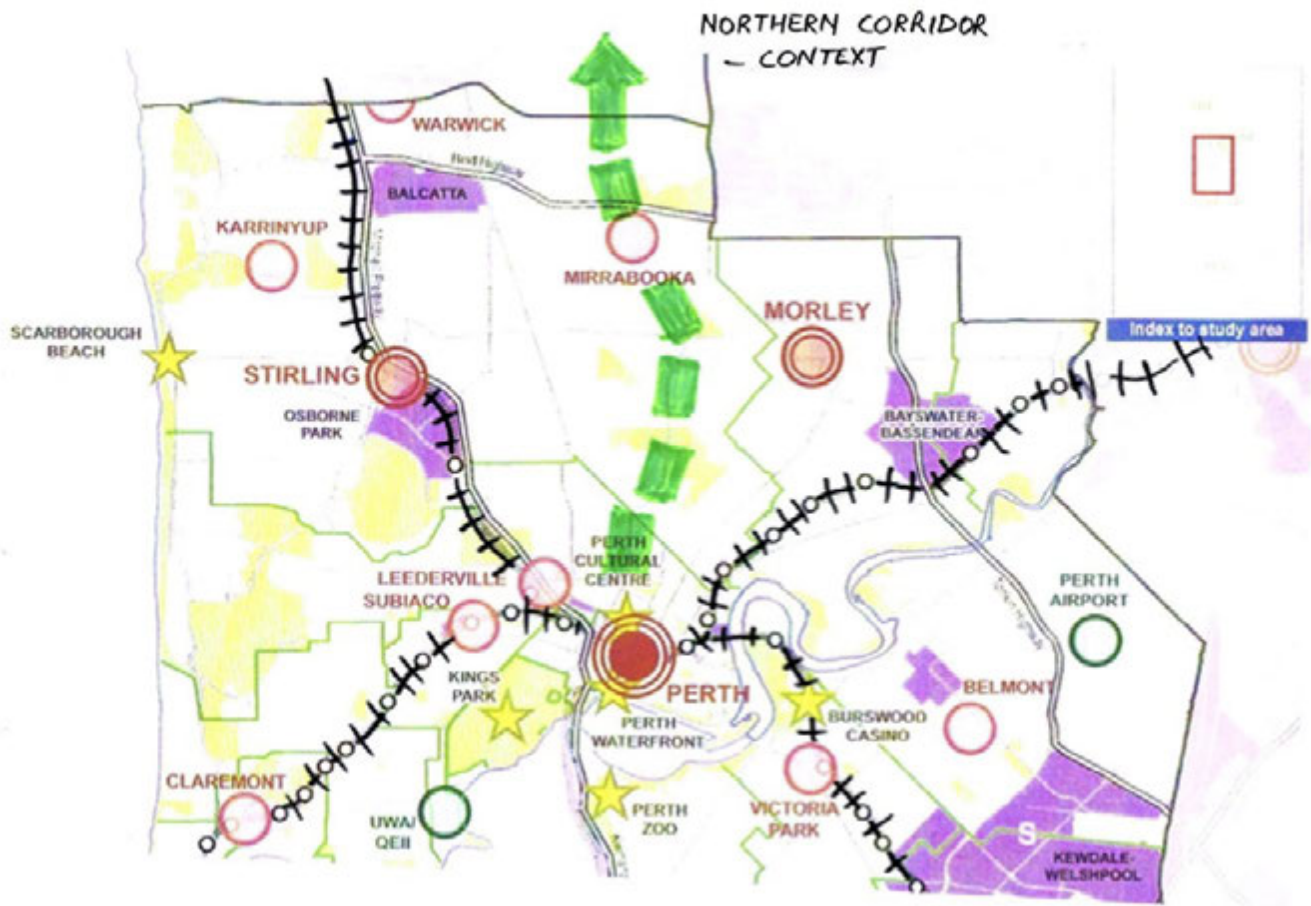 NORTHERN CORRIDOR
- CONTEXT
WARWICK
Reid Highway
BALCATTA
KARRINYUP
MIRRABOOKA
MORLEY
SCARBOROUGH
BEACH
Index to study area
STIRLING
OSBORNE
PARK
BAYSWATER-
BASSENDEAN
PERTH
CULTURAL
CENTRE
LEEDERVILLE
SUBIACO
PERTH
AIRPORT
KINGS
PARK
PERTH
BELMONT
PERTH
WATERFRONT
BURSWOOD
CASINO
CLAREMONT
UWA/
QEII
PERTH
ZOO
VICTORIA
PARK
S
KEWDALE-
WELSHPOOL